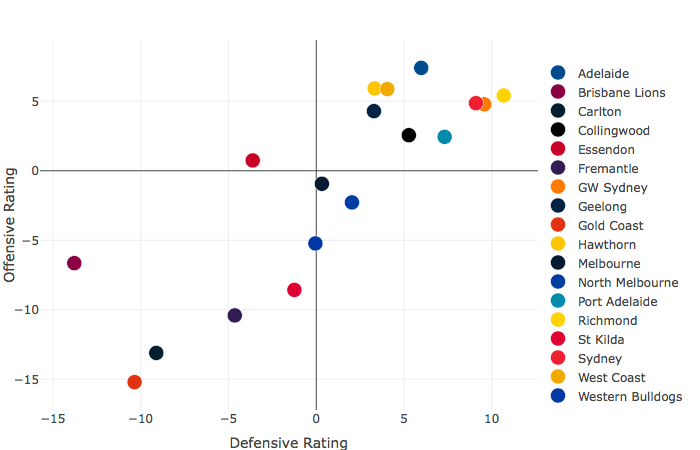 Offensive Rating
5
0
−5
−10
−15
−15
−10
−5
0
5
10
Defensive Rating
Adelaide
Brisbane Lions
Carlton
Collingwood
Essendon
Fremantle
GW Sydney
Geelong
Gold Coast
Hawthorn
Melbourne
North Melbourne
Port Adelaide
Richmond
St Kilda
Sydney
West Coast
Western Bulldogs